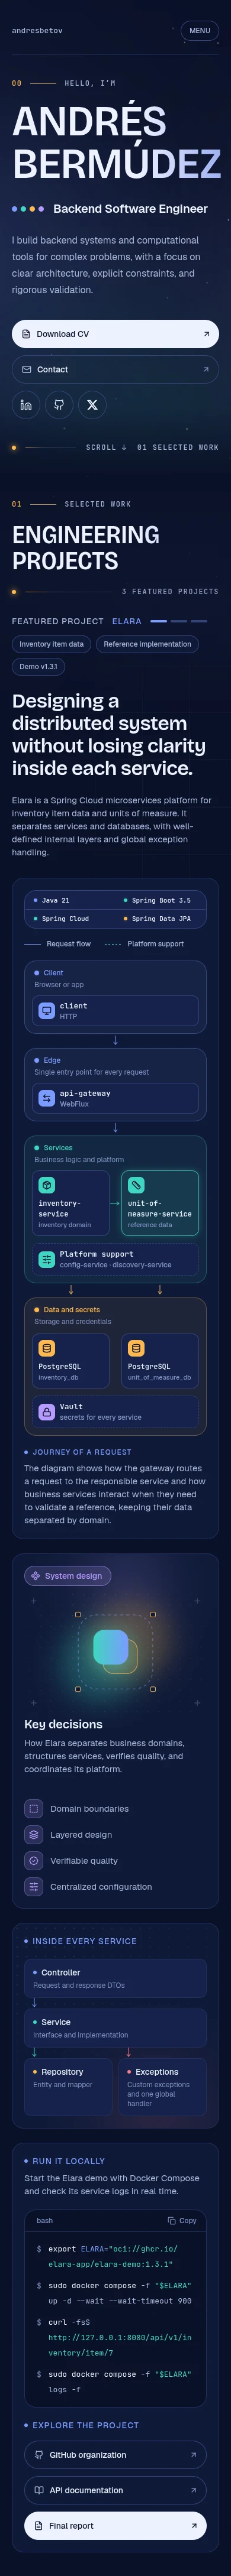 andresbetov
MENU
00 HELLO, I'M
ANDRÉS
BERMÚDEZ
Backend Software Engineer
I build backend systems and computational
tools for complex problems, with a focus on
clear architecture, explicit constraints, and
rigorous validation.
Download CV
Contact
SCROLL ↓ 01 SELECTED WORK
01 SELECTED WORK
ENGINEERING
PROJECTS
3 FEATURED PROJECTS
FEATURED PROJECT ELARA
Inventory item data
Reference implementation
Demo v1.3.1
Designing a
distributed system
without losing clarity
inside each service.
Elara is a Spring Cloud microservices platform for
inventory item data and units of measure. It
separates services and databases, with well-
defined internal layers and global exception
handling.
Java 21
Spring Boot 3.5
Spring Cloud
Spring Data JPA
Request flow
Platform support
Client
Browser or app
client
HTTP
Edge
Single entry point for every request
api-gateway
WebFlux
Services
Business logic and platform
inventory-
service
inventory domain
unit-of-
measure-service
reference data
Platform support
config-service · discovery-service
Data and secrets
Storage and credentials
PostgreSQL
inventory_db
PostgreSQL
unit_of_measure_db
Vault
secrets for every service
JOURNEY OF A REQUEST
The diagram shows how the gateway routes
a request to the responsible service and how
business services interact when they need
to validate a reference, keeping their data
separated by domain.
System design
Key decisions
How Elara separates business domains,
structures services, verifies quality, and
coordinates its platform.
Domain boundaries
Layered design
Verifiable quality
Centralized configuration
INSIDE EVERY SERVICE
Controller
Request and response DTOs
Service
Interface and implementation
Repository
Entity and mapper
Exceptions
Custom exceptions
and one global
handler
RUN IT LOCALLY
Start the Elara demo with Docker Compose
and check its service logs in real time.
bash
Copy
$ export ELARA="oci://ghcr.io/
elara-app/elara-demo:1.3.1"
$ sudo docker compose -f "$ELARA"
up -d --wait --wait-timeout 900
$ curl -fsS
http://127.0.0.1:8080/api/v1/in
ventory/item/7
$ sudo docker compose -f "$ELARA"
logs -f
EXPLORE THE PROJECT
GitHub organization
API documentation
Final report